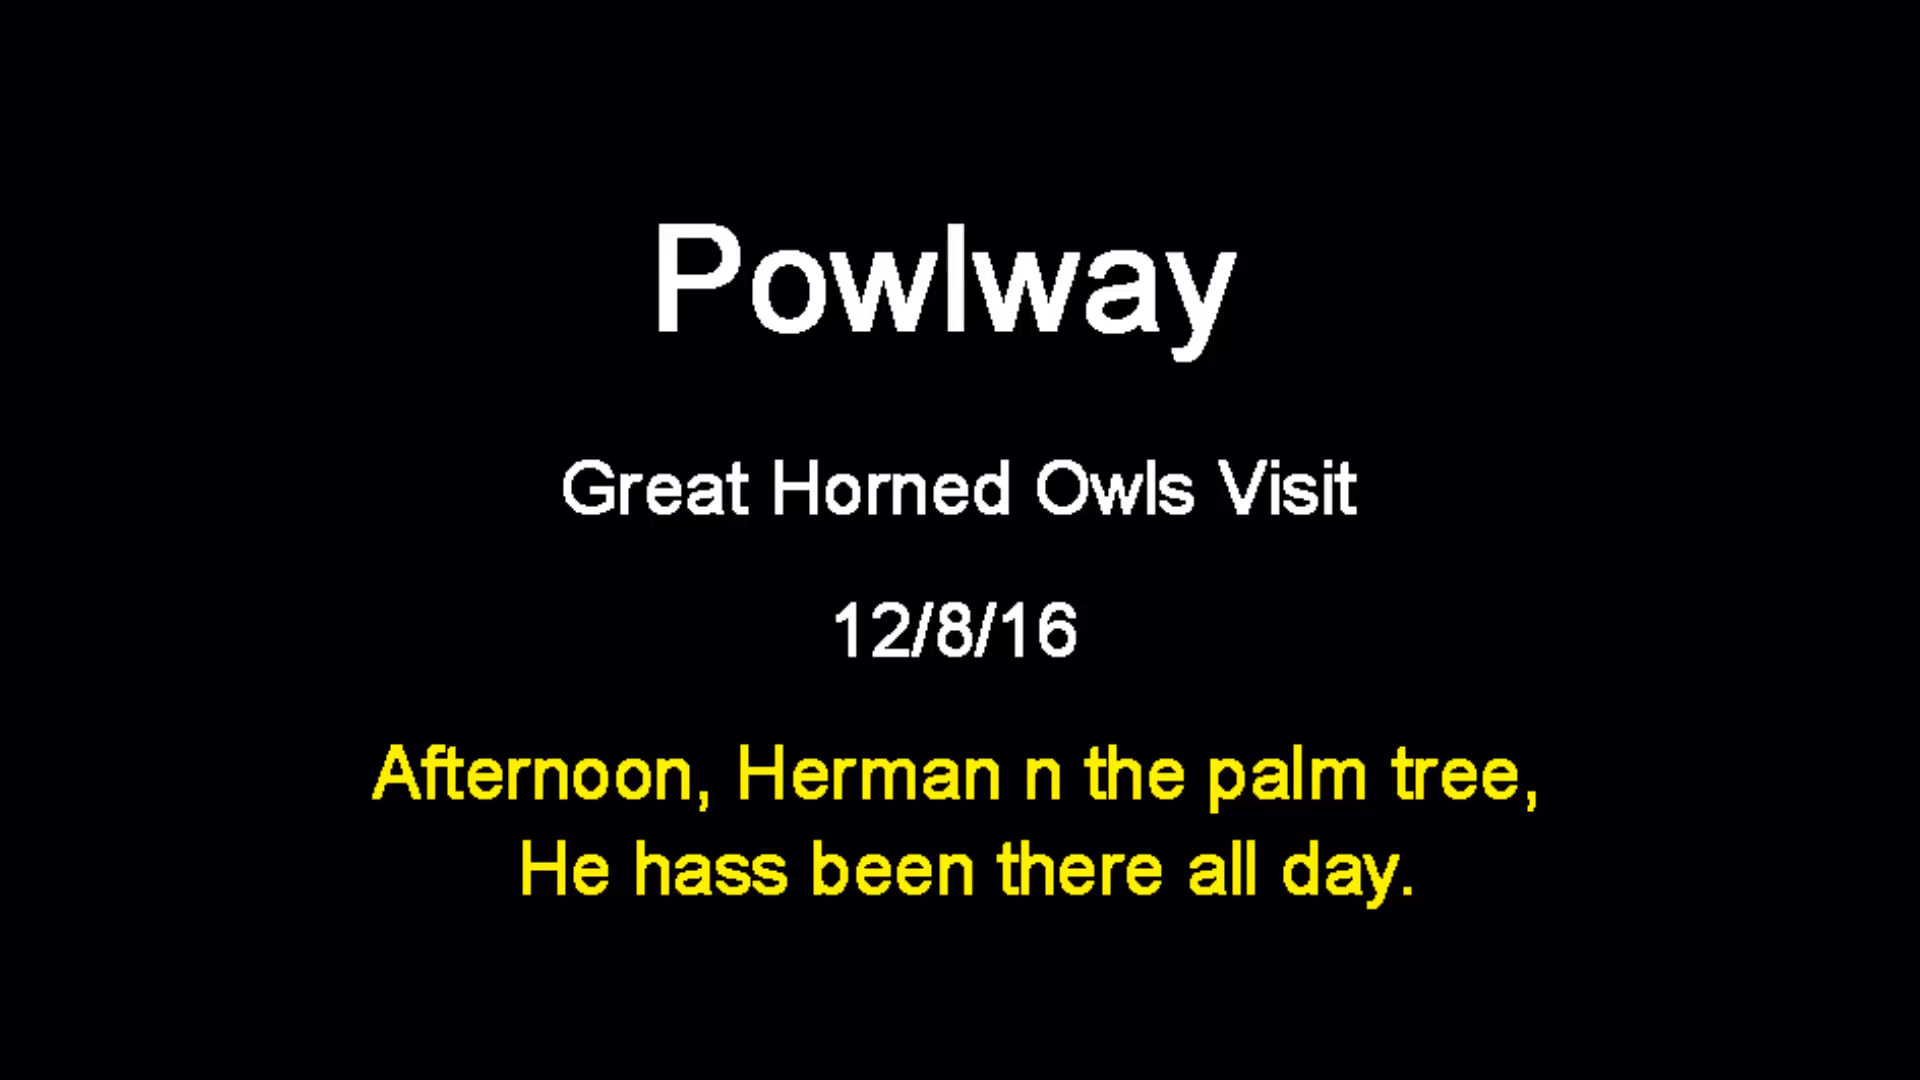 Powlway
Great Horned Owls Visit
12/8/16
Afternoon, Herman n the palm tree,
He hass been there all day.